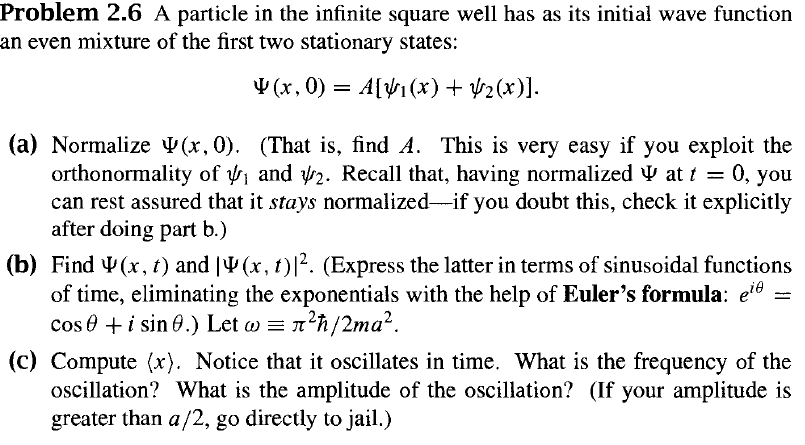 Problem 2.6 A particle in the infinite square well has as its initial wave function
an even mixture of the first two stationary states:
Ψ(x, 0) = A[ψ₁(x) + ψ₂(x)].
(a) Normalize Ψ(x, 0). (That is, find A. This is very easy if you exploit the
orthonormality of ψ₁ and ψ₂. Recall that, having normalized Ψ at t = 0, you
can rest assured that it stays normalized—if you doubt this, check it explicitly
after doing part b.)
(b) Find Ψ(x, t) and |Ψ(x, t)|². (Express the latter in terms of sinusoidal functions
of time, eliminating the exponentials with the help of Euler's formula: e^{iθ} =
cos θ + i sin θ.) Let ω ≡ π²ℏ/2ma².
(c) Compute ⟨x⟩. Notice that it oscillates in time. What is the frequency of the
oscillation? What is the amplitude of the oscillation? (If your amplitude is
greater than a/2, go directly to jail.)